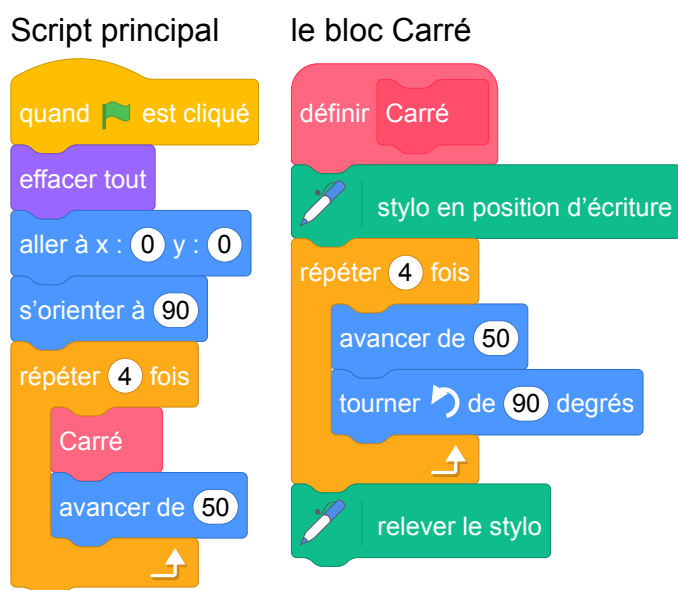 Script principal
quand est cliqué
effacer tout
aller à x : 0 y : 0
s’orienter à 90
répéter 4 fois
Carré
avancer de 50
le bloc Carré
définir Carré
stylo en position d’écriture
répéter 4 fois
avancer de 50
tourner de 90 degrés
relever le stylo